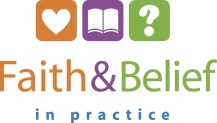 ?
Faith & Belief
in practice